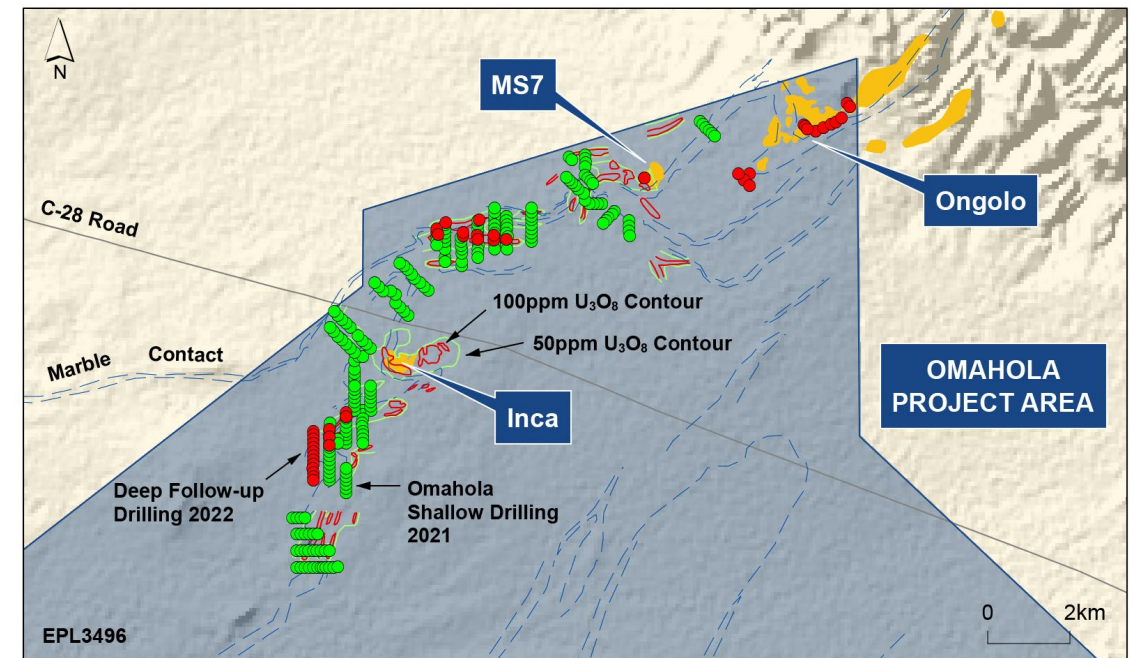 N
MS7
Ongolo
C-28 Road
100ppm U₃O₈ Contour
50ppm U₃O₈ Contour
Marble Contact
OMAHOLA
PROJECT AREA
Inca
Deep Follow-up
Drilling 2022
Omahola
Shallow Drilling
2021
0 2km
EPL3496